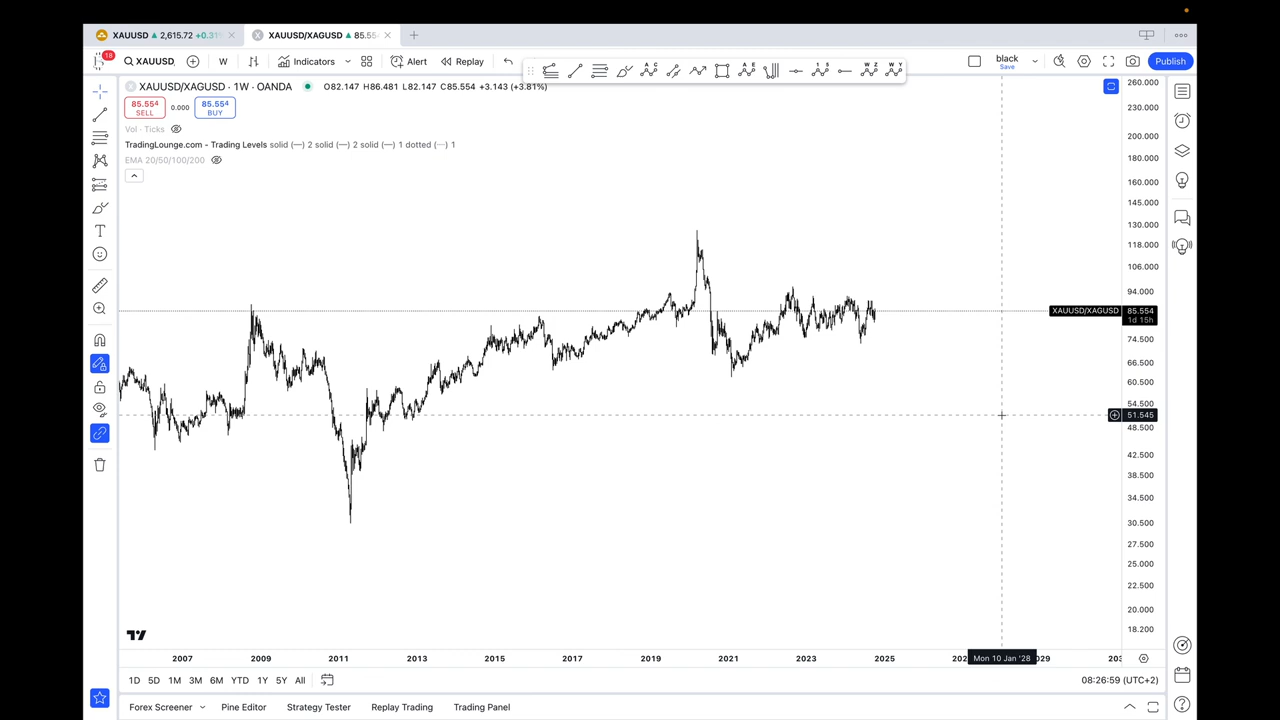 XAUUSD ▲ 2,615.72 +0.31%
XAUUSD/XAGUSD ▲ 85.55
18
XAUUSD
W
Indicators
Alert
Replay
black
Save
Publish
XAUUSD/XAGUSD · 1W · OANDA
O82.147 H86.481 L82.147 C85.554 +3.143 (+3.81%)
85.554
SELL
0.000
85.554
BUY
Vol · Ticks
TradingLounge.com - Trading Levels solid (—) 2 solid (—) 2 solid (—) 1 dotted (···) 1
EMA 20/50/100/200
260.000
230.000
200.000
180.000
160.000
145.000
130.000
118.000
106.000
94.000
XAUUSD/XAGUSD 85.554
1d 15h
74.500
66.500
60.500
54.500
51.545
48.500
42.500
38.500
34.500
30.500
27.500
25.000
22.500
20.000
18.200
2007 2009 2011 2013 2015 2017 2019 2021 2023 2025 Mon 10 Jan '28
1D 5D 1M 3M 6M YTD 1Y 5Y All
08:26:59 (UTC+2)
Forex Screener Pine Editor Strategy Tester Replay Trading Trading Panel